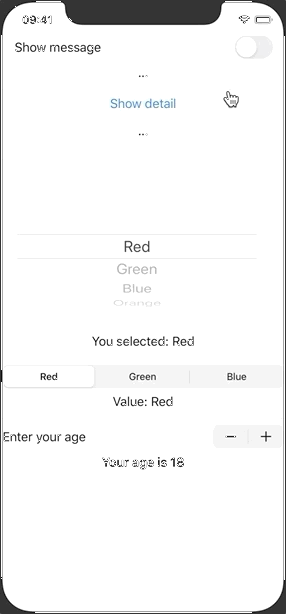 09:41
Show message
...
Show detail
...
Red
Green
Blue
Orange
You selected: Red
Red Green Blue
Value: Red
Enter your age − +
Your age is 18